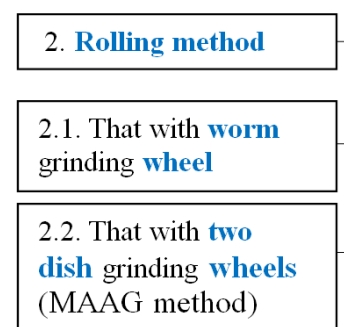 2. Rolling method
2.1. That with worm
grinding wheel
2.2. That with two
dish grinding wheels
(MAAG method)